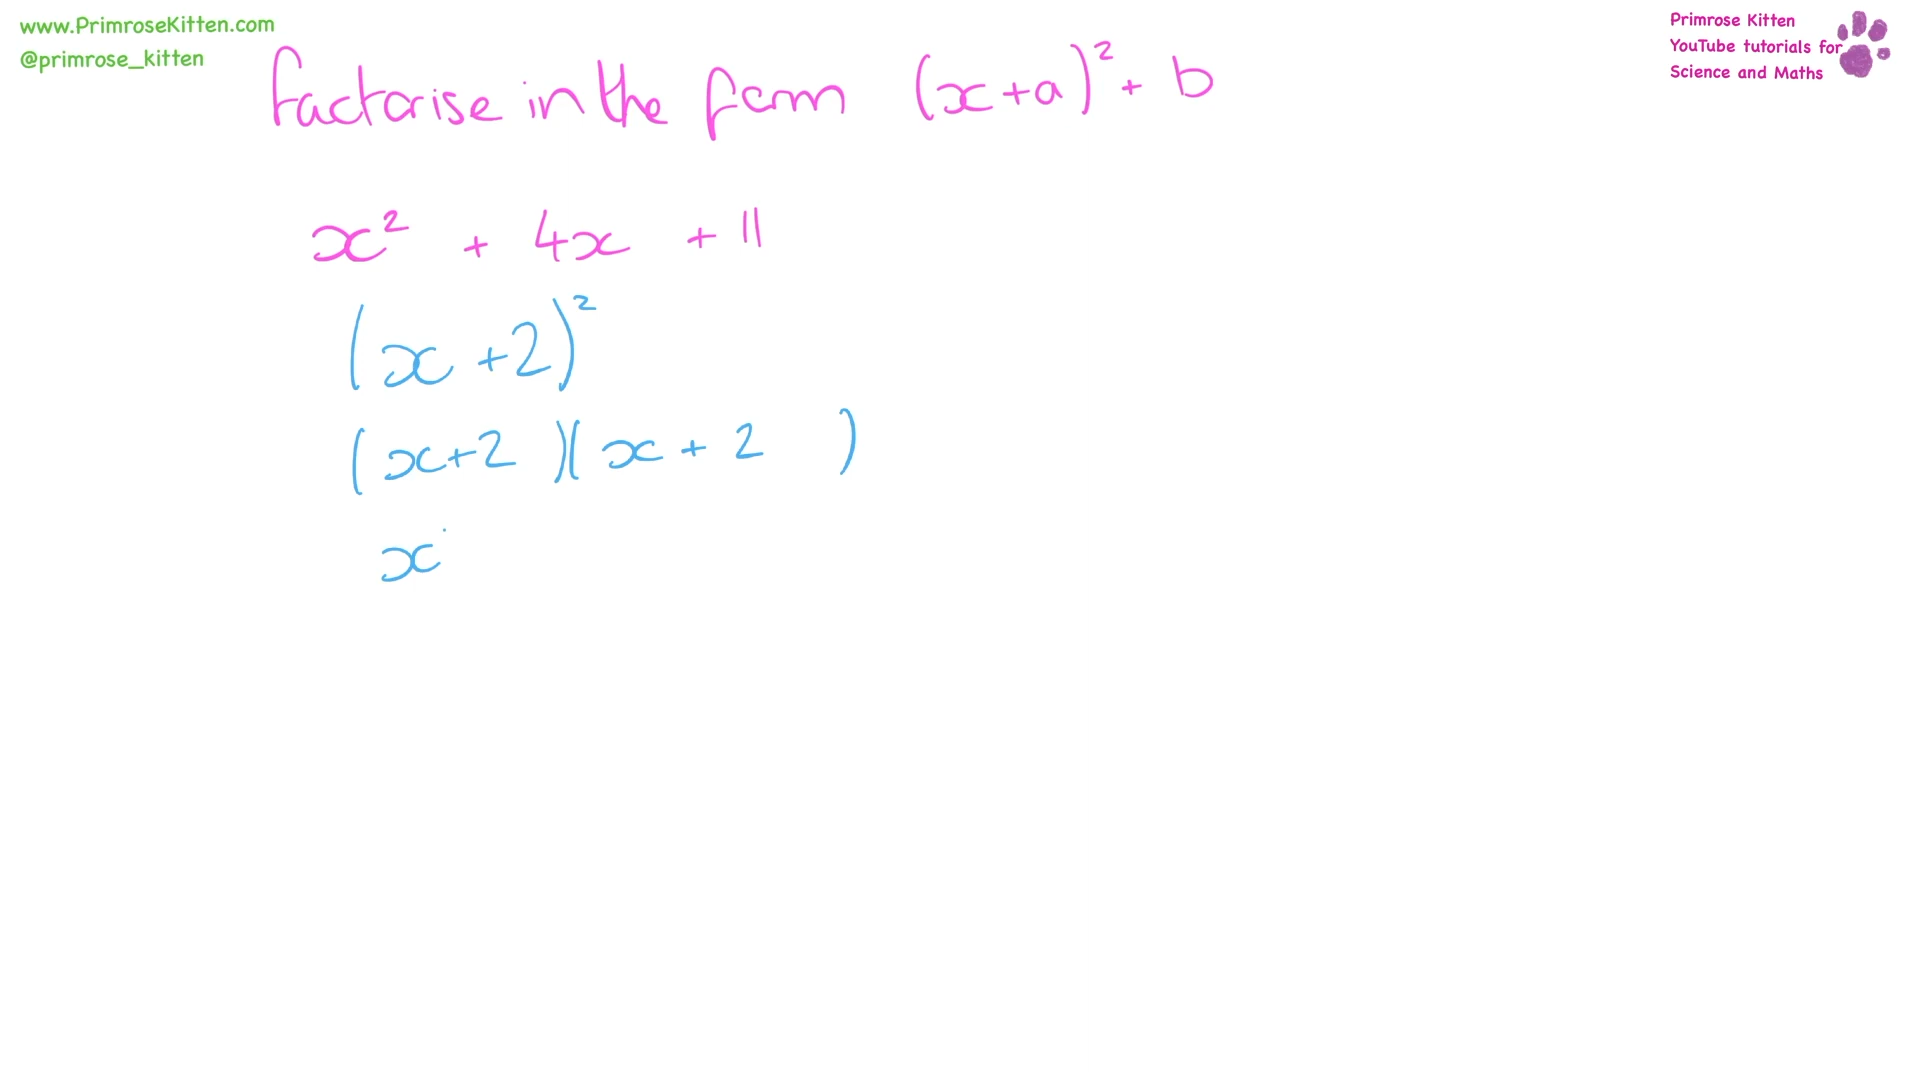 www.PrimroseKitten.com
@primrose_kitten
Primrose Kitten
YouTube tutorials for
Science and Maths
Factorise in the form (x+a)² + b
x² + 4x + 11
(x +2)²
(x+2)(x + 2)
x